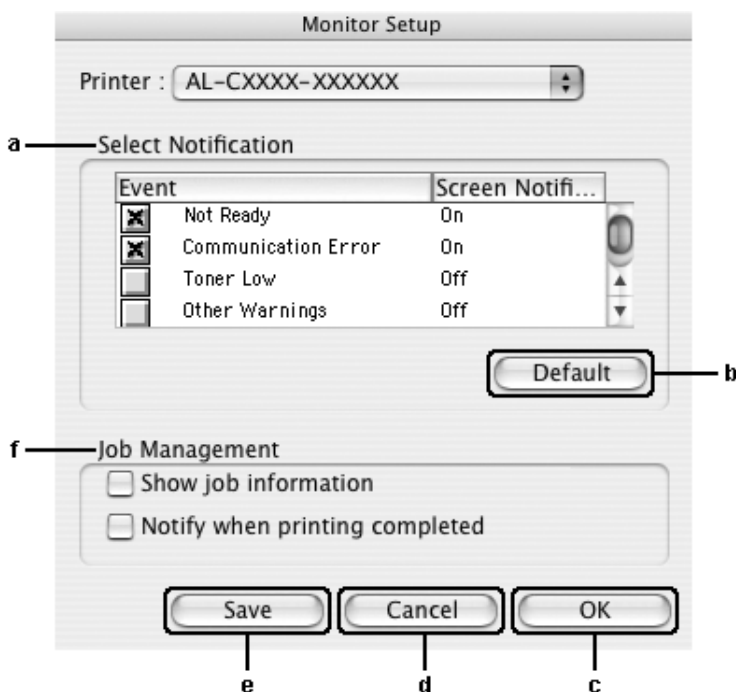 Monitor Setup
Printer : AL-CXXXX-XXXXXX
a Select Notification
Event Screen Notifi...
Not Ready On
Communication Error On
Toner Low Off
Other Warnings Off
Default b
f Job Management
Show job information
Notify when printing completed
Save Cancel OK
e d c